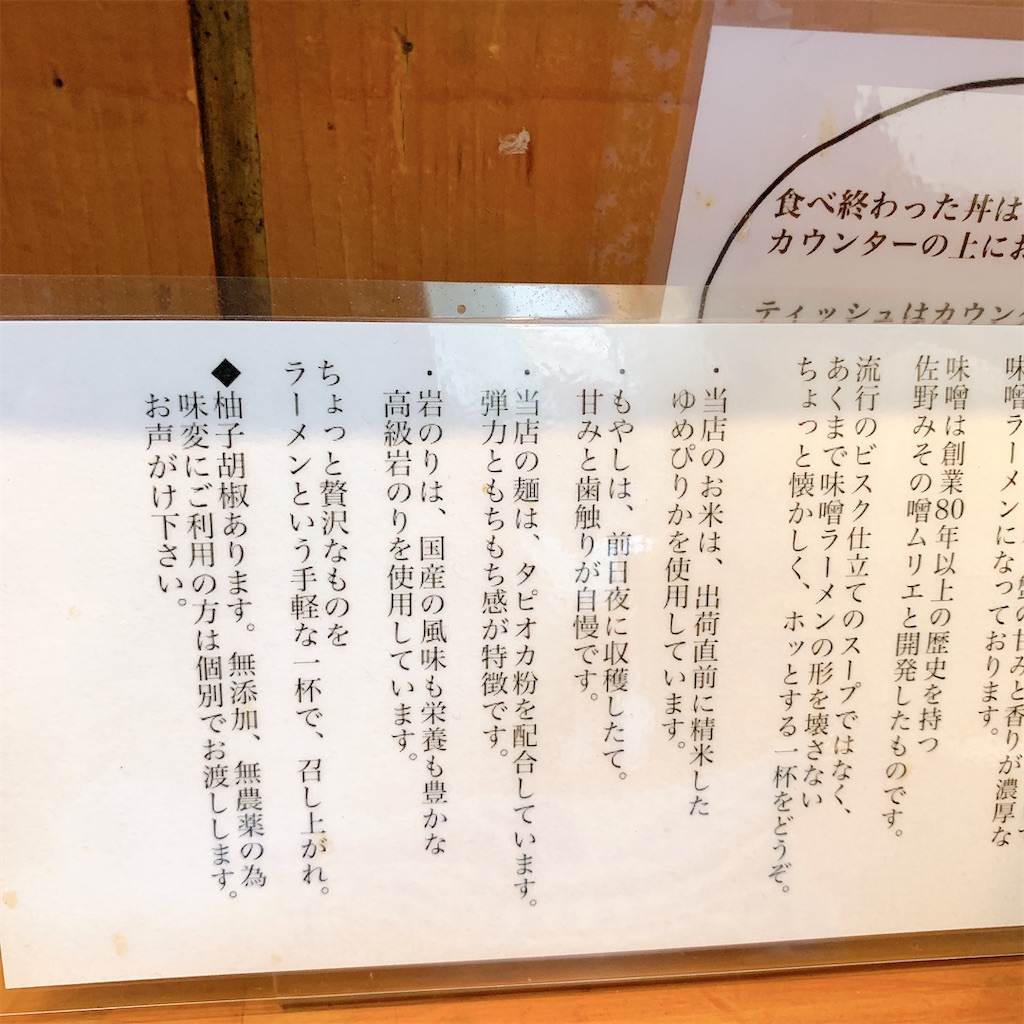 食べ終わった丼は
カウンターの上にお
ティッシュはカウン
味噌ラーメン
の甘みと香りが濃厚な
になっております。
味噌は創業80年以上の歴史を持つ
佐野みその噌ムリエと開発したものです。
流行のビスク仕立てのスープではなく、
あくまで味噌ラーメンの形を壊さない
ちょっと懐かしく、ホッとする一杯をどうぞ。
・当店のお米は、出荷直前に精米した
ゆめぴりかを使用しています。
・もやしは、前日夜に収穫したて。
甘みと歯触りが自慢です。
・当店の麺は、タピオカ粉を配合しています。
弾力ともちもち感が特徴です。
・岩のりは、国産の風味も栄養も豊かな
高級岩のりを使用しています。
ちょっと贅沢なものを
ラーメンという手軽な一杯で、召し上がれ。
◆柚子胡椒あります。無添加、無農薬の為
味変にご利用の方は個別でお渡しします。
お声がけ下さい。